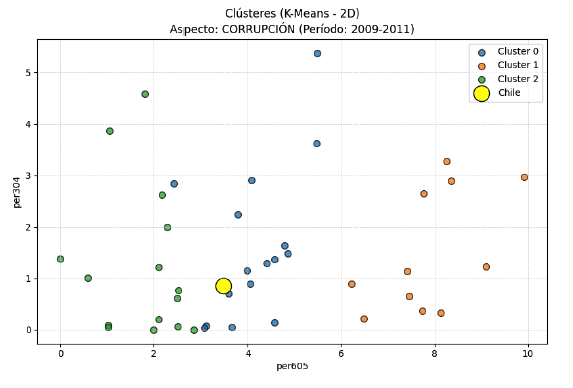 Clústeres (K-Means - 2D)
Aspecto: CORRUPCIÓN (Período: 2009-2011)
Cluster 0
Cluster 1
Cluster 2
Chile
per304
5
4
3
2
1
0
0 2 4 6 8 10
per605